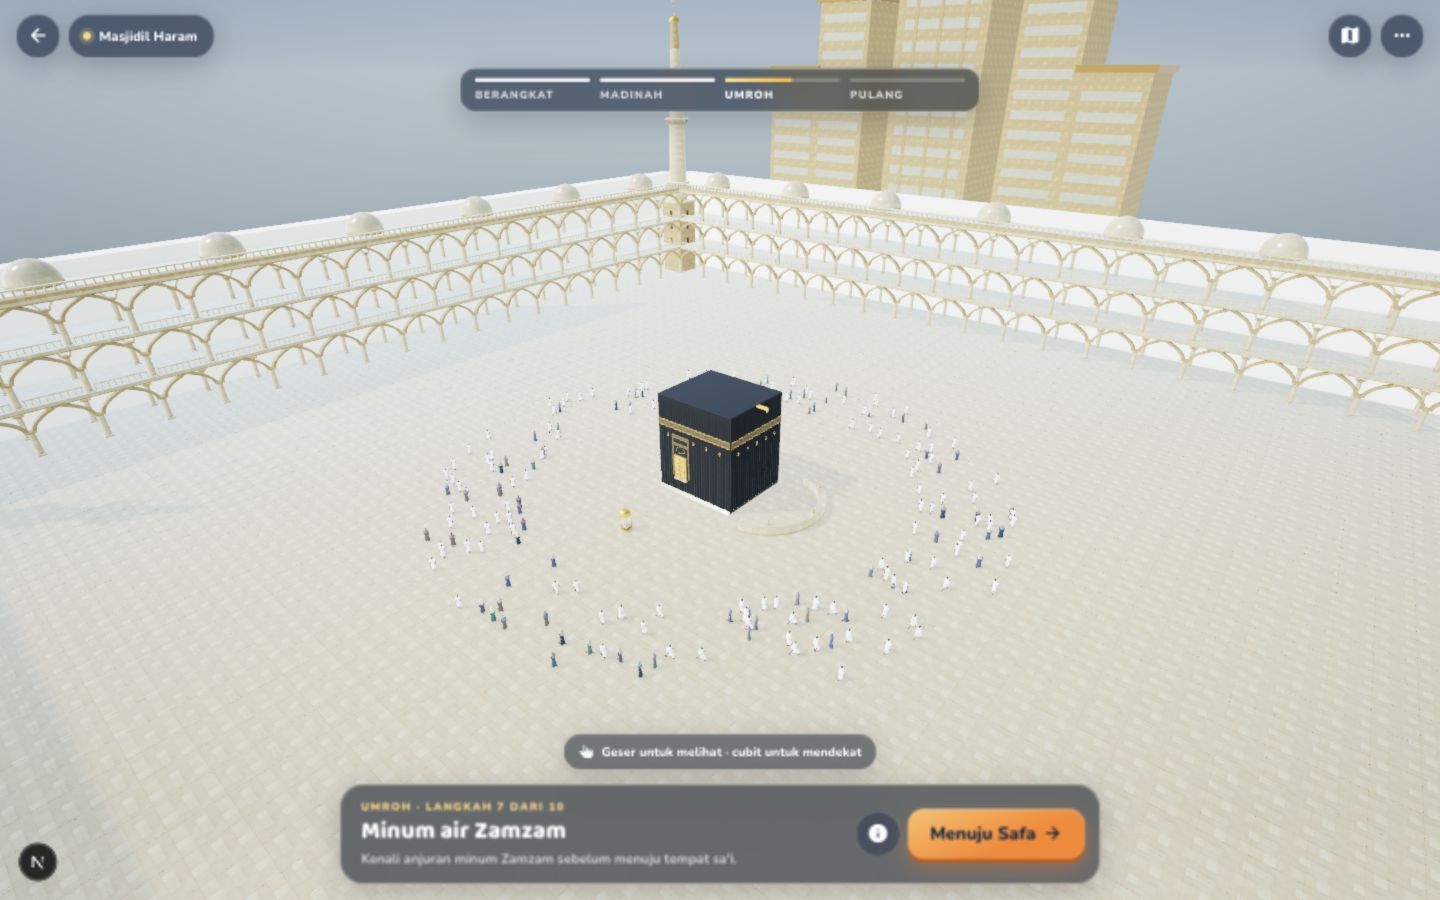 Masjidil Haram
BERANGKAT
MADINAH
UMROH
PULANG
Geser untuk melihat · cubit untuk mendekat
UMROH · LANGKAH 7 DARI 10
Minum air Zamzam
Kenali anjuran minum Zamzam sebelum menuju tempat sa'i.
Menuju Safa →
N